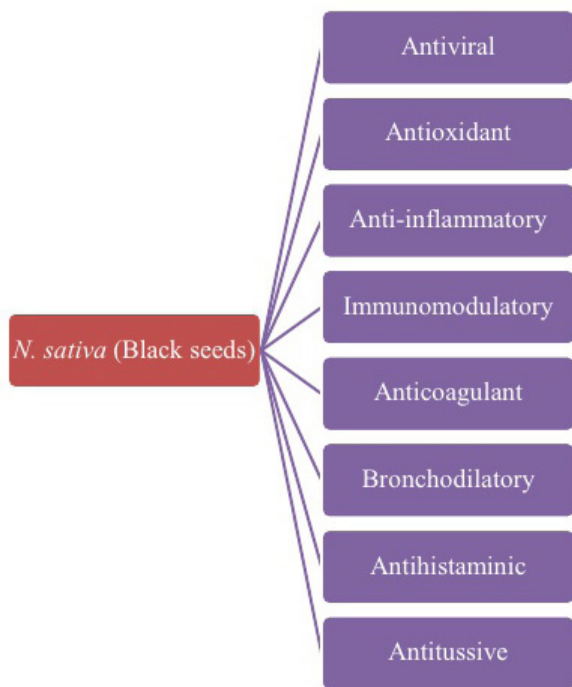 Antiviral
Antioxidant
Anti-inflammatory
Immunomodulatory
N. sativa (Black seeds)
Anticoagulant
Bronchodilatory
Antihistaminic
Antitussive